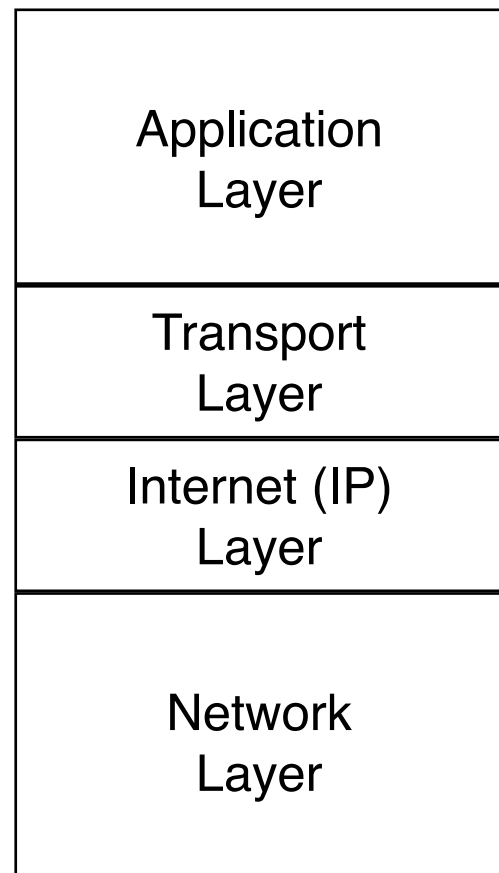 Application
Layer
Transport
Layer
Internet (IP)
Layer
Network
Layer